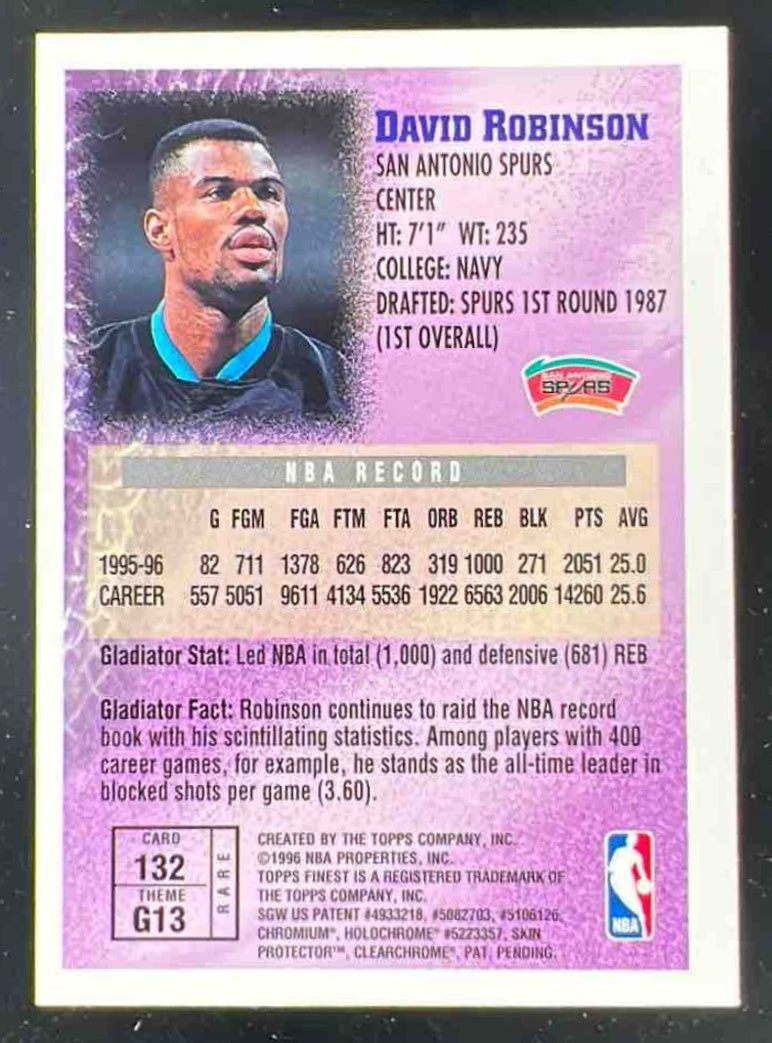 DAVID ROBINSON
SAN ANTONIO SPURS
CENTER
HT: 7'1" WT: 235
COLLEGE: NAVY
DRAFTED: SPURS 1ST ROUND 1987
(1ST OVERALL)
SAN ANTONIO
SPURS
NBA RECORD
G FGM FGA FTM FTA ORB REB BLK PTS AVG
1995-96 82 711 1378 626 823 319 1000 271 2051 25.0
CAREER 557 5051 9611 4134 5536 1922 6563 2006 14260 25.6
Gladiator Stat: Led NBA in total (1,000) and defensive (681) REB
Gladiator Fact: Robinson continues to raid the NBA record
book with his scintillating statistics. Among players with 400
career games, for example, he stands as the all-time leader in
blocked shots per game (3.60).
CARD
132
THEME
G13
RARE
CREATED BY THE TOPPS COMPANY, INC.
©1996 NBA PROPERTIES, INC.
TOPPS FINEST IS A REGISTERED TRADEMARK OF
THE TOPPS COMPANY, INC.
SGW US PATENT #4933218, #5082703, #5106126,
CHROMIUM®, HOLOCHROME® #5223357, SKIN
PROTECTOR™, CLEARCHROME®, PAT. PENDING.
NBA